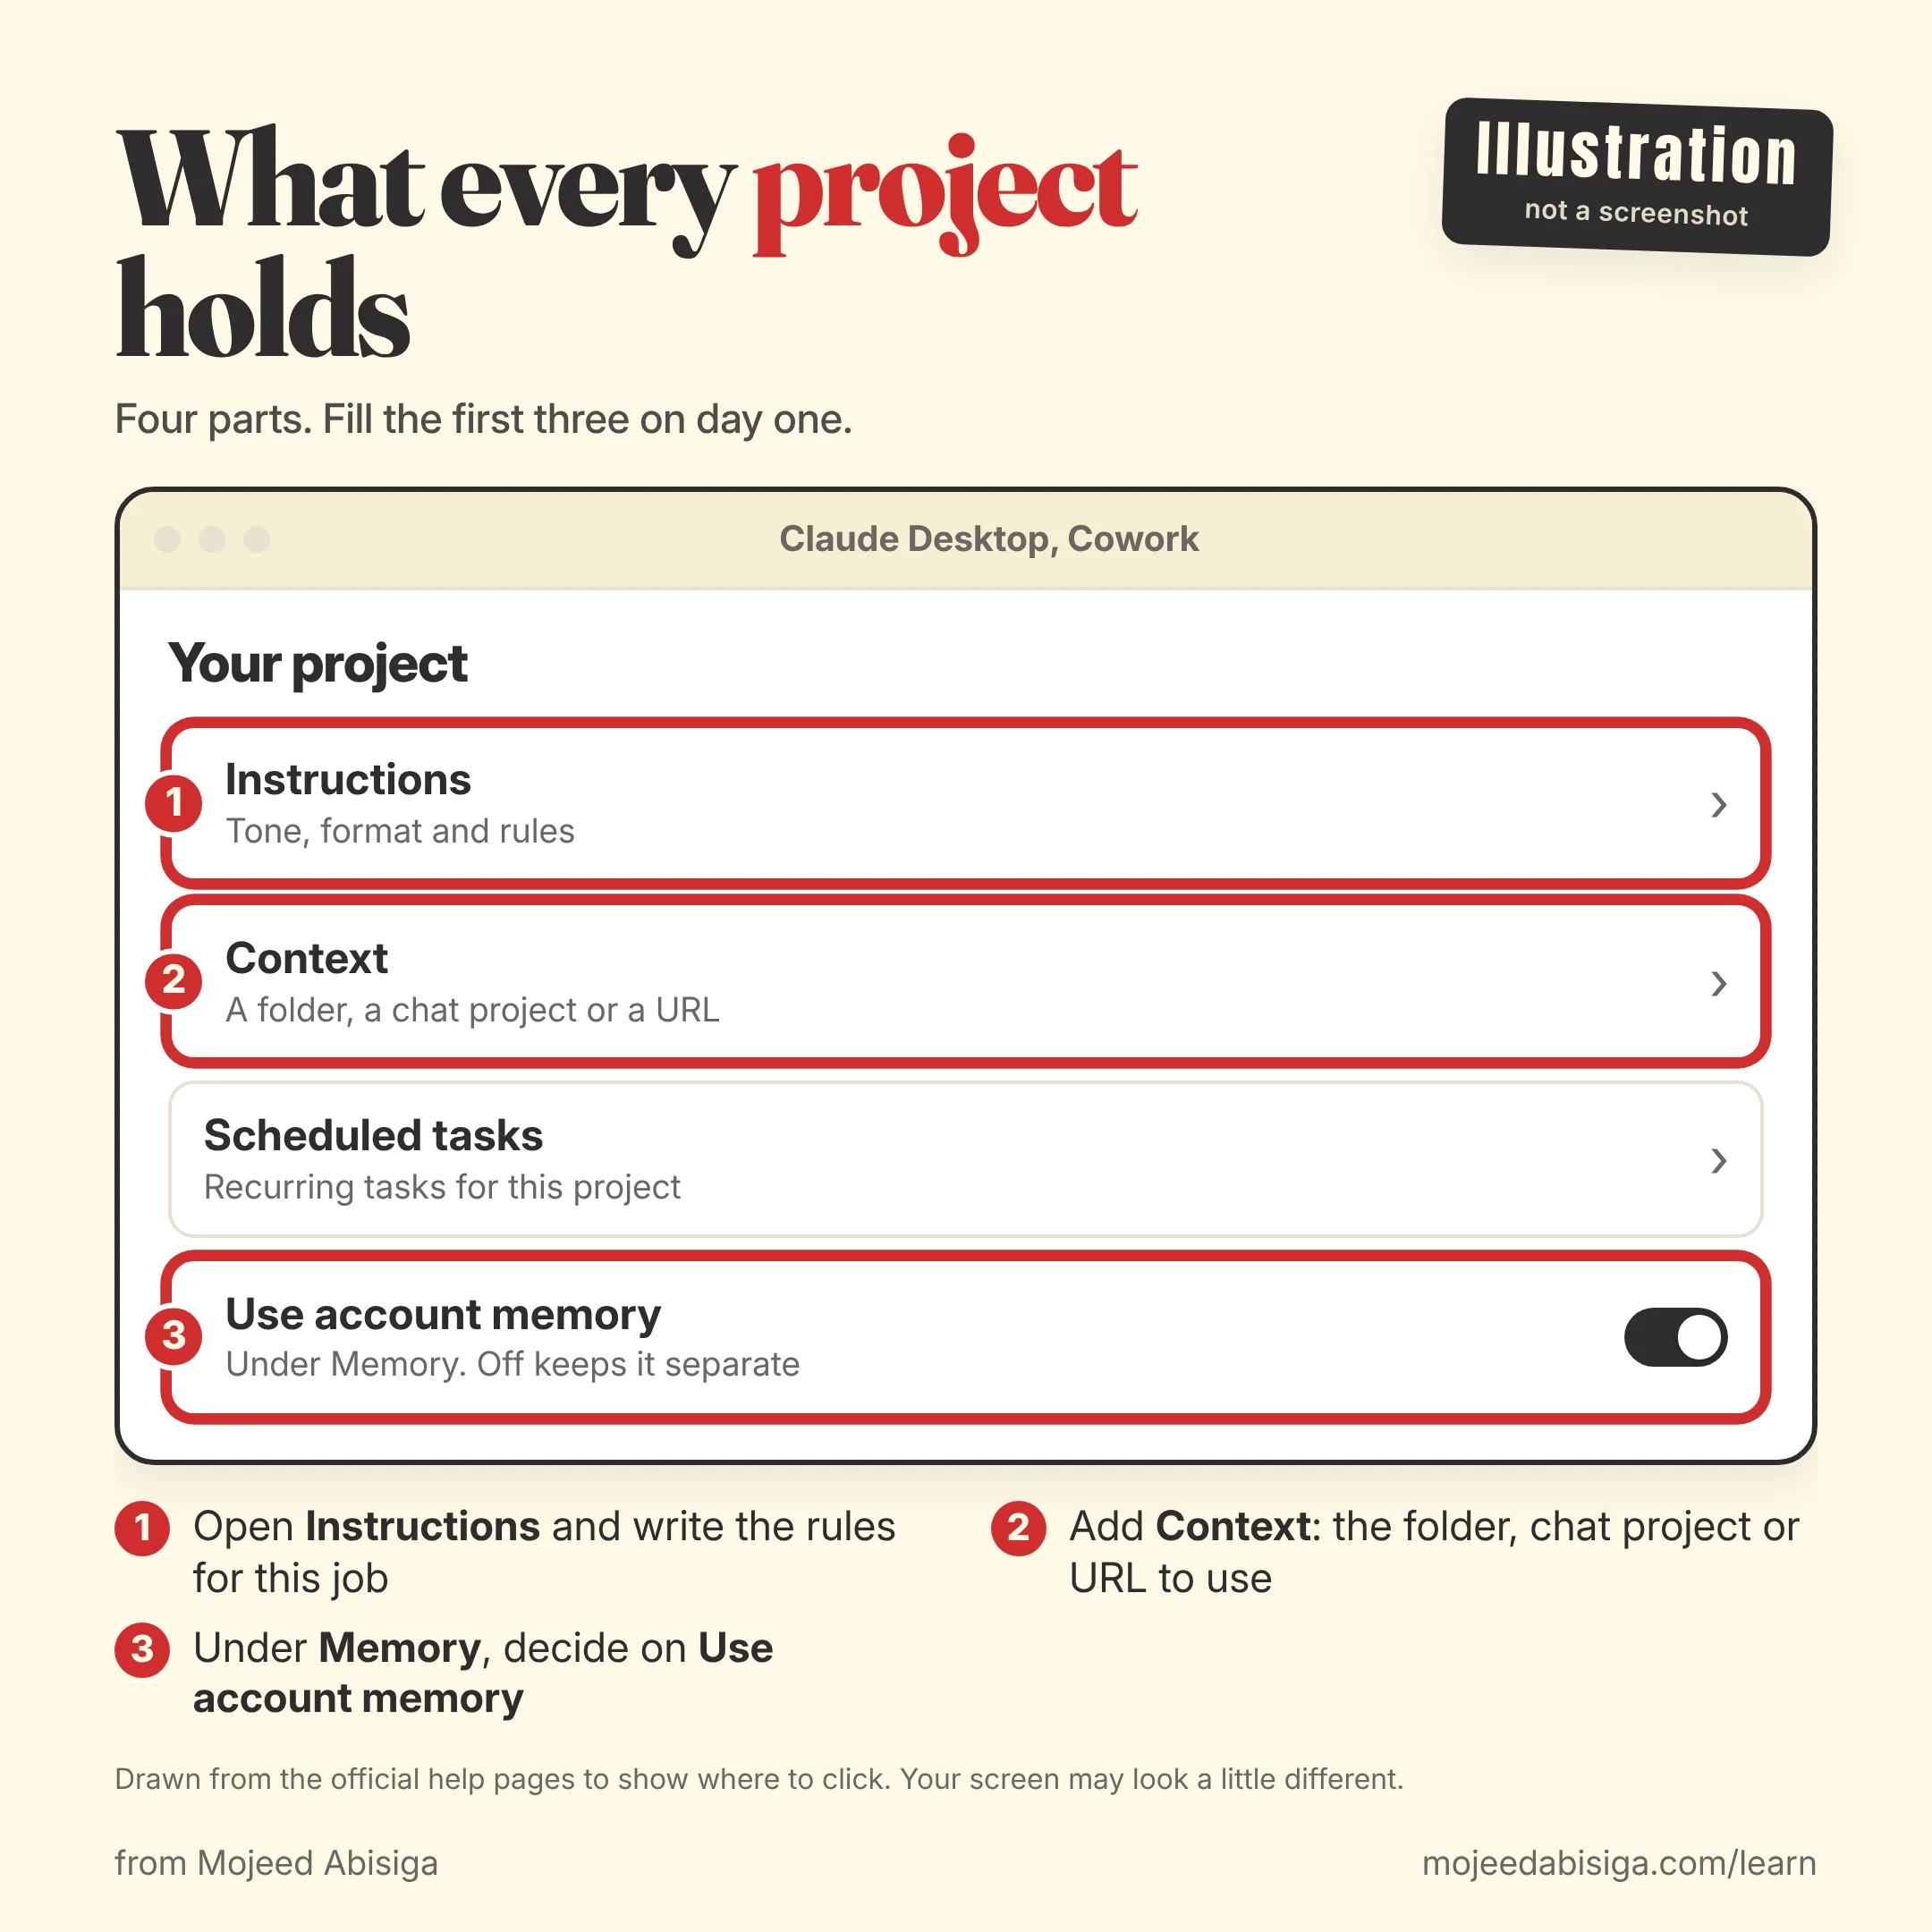 What every project
holds
Illustration
not a screenshot
Four parts. Fill the first three on day one.
Claude Desktop, Cowork
Your project
1
Instructions
Tone, format and rules
›
2
Context
A folder, a chat project or a URL
›
Scheduled tasks
Recurring tasks for this project
›
3
Use account memory
Under Memory. Off keeps it separate
1 Open Instructions and write the rules
for this job
2 Add Context: the folder, chat project or
URL to use
3 Under Memory, decide on Use
account memory
Drawn from the official help pages to show where to click. Your screen may look a little different.
from Mojeed Abisiga
mojeedabisiga.com/learn